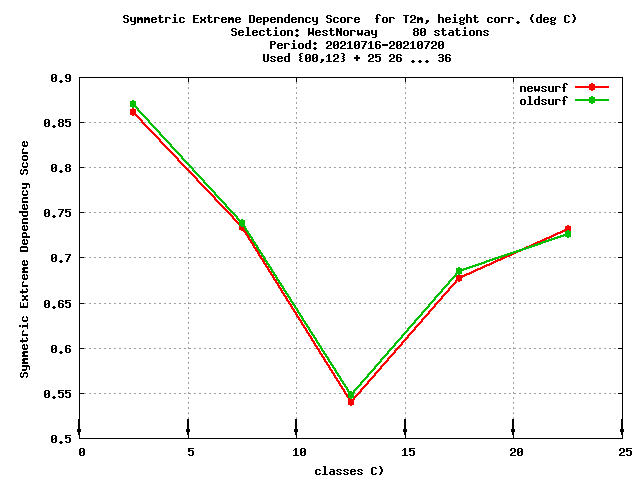 Symmetric Extreme Dependency Score  for T2m, height corr. (deg C)
Selection: WestNorway     80 stations
Period: 20210716-20210720
Used {00,12} + 25 26 ... 36
newsurf
oldsurf
0.9
0.85
0.8
0.75
0.7
0.65
0.6
0.55
0.5
Symmetric Extreme Dependency Score
0 5 10 15 20 25
classes C)